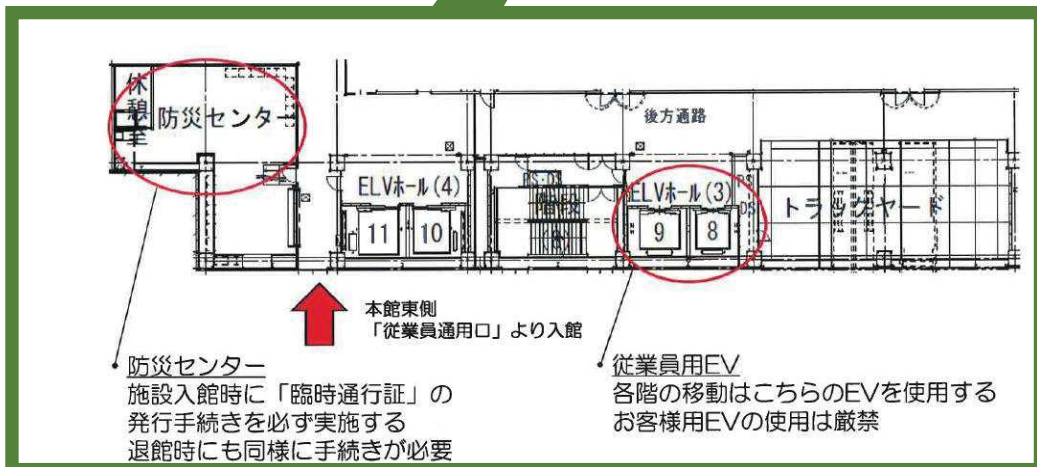 休憩室
防災センター
後方通路
ELVホール(4)
11
10
ELVホール(3)
9
8
DS
トラックヤード
本館東側
「従業員通用口」より入館
防災センター
施設入館時に「臨時通行証」の
発行手続きを必ず実施する
退館時にも同様に手続きが必要
従業員用EV
各階の移動はこちらのEVを使用する
お客様用EVの使用は厳禁